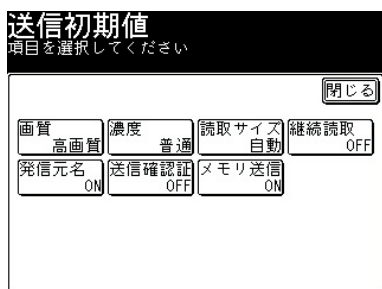 送信初期値
項目を選択してください
閉じる
画質
高画質
濃度
普通
読取サイズ
自動
継続読取
OFF
発信元名
ON
送信確認証
OFF
メモリ送信
ON